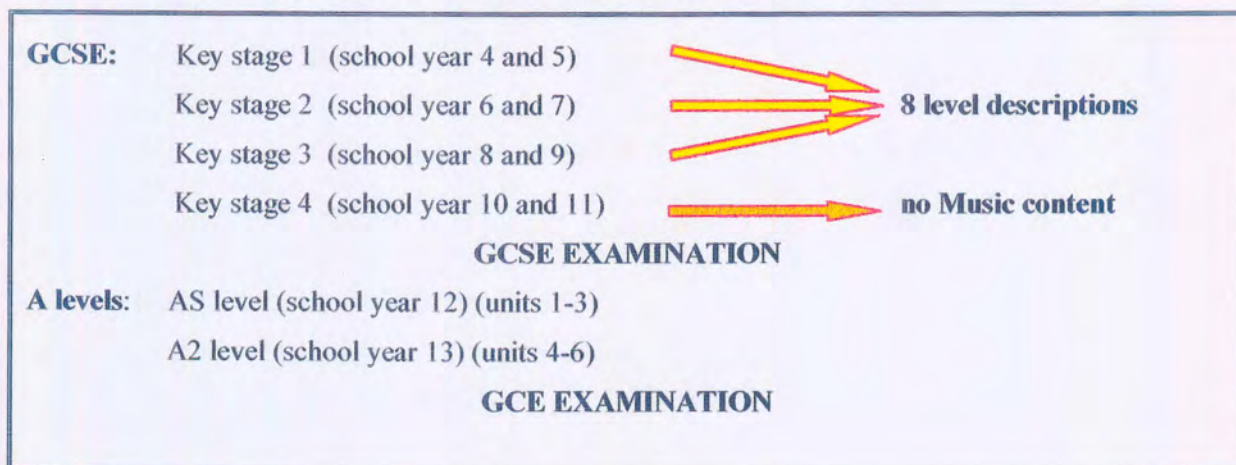 GCSE: Key stage 1 (school year 4 and 5)
Key stage 2 (school year 6 and 7) 8 level descriptions
Key stage 3 (school year 8 and 9)
Key stage 4 (school year 10 and 11) no Music content
GCSE EXAMINATION
A levels: AS level (school year 12) (units 1-3)
A2 level (school year 13) (units 4-6)
GCE EXAMINATION